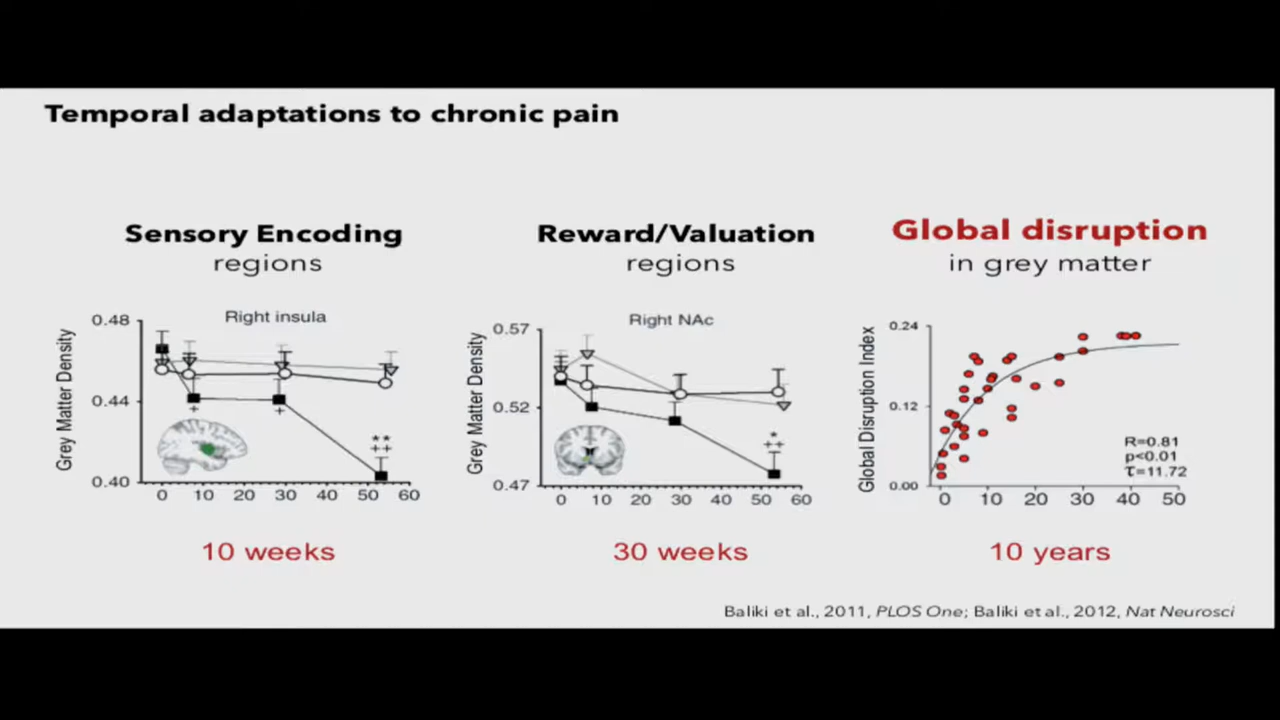 Temporal adaptations to chronic pain
Sensory Encoding
regions
Right insula
Grey Matter Density
0.48
0.44
0.40
+
+
**
++
0 10 20 30 40 50 60
10 weeks
Reward/Valuation
regions
Right NAc
Grey Matter Density
0.57
0.52
0.47
*
++
0 10 20 30 40 50 60
30 weeks
Global disruption
in grey matter
Global Disruption Index
0.24
0.12
0.00
R=0.81
p<0.01
τ=11.72
0 10 20 30 40 50
10 years
Baliki et al., 2011, PLOS One; Baliki et al., 2012, Nat Neurosci